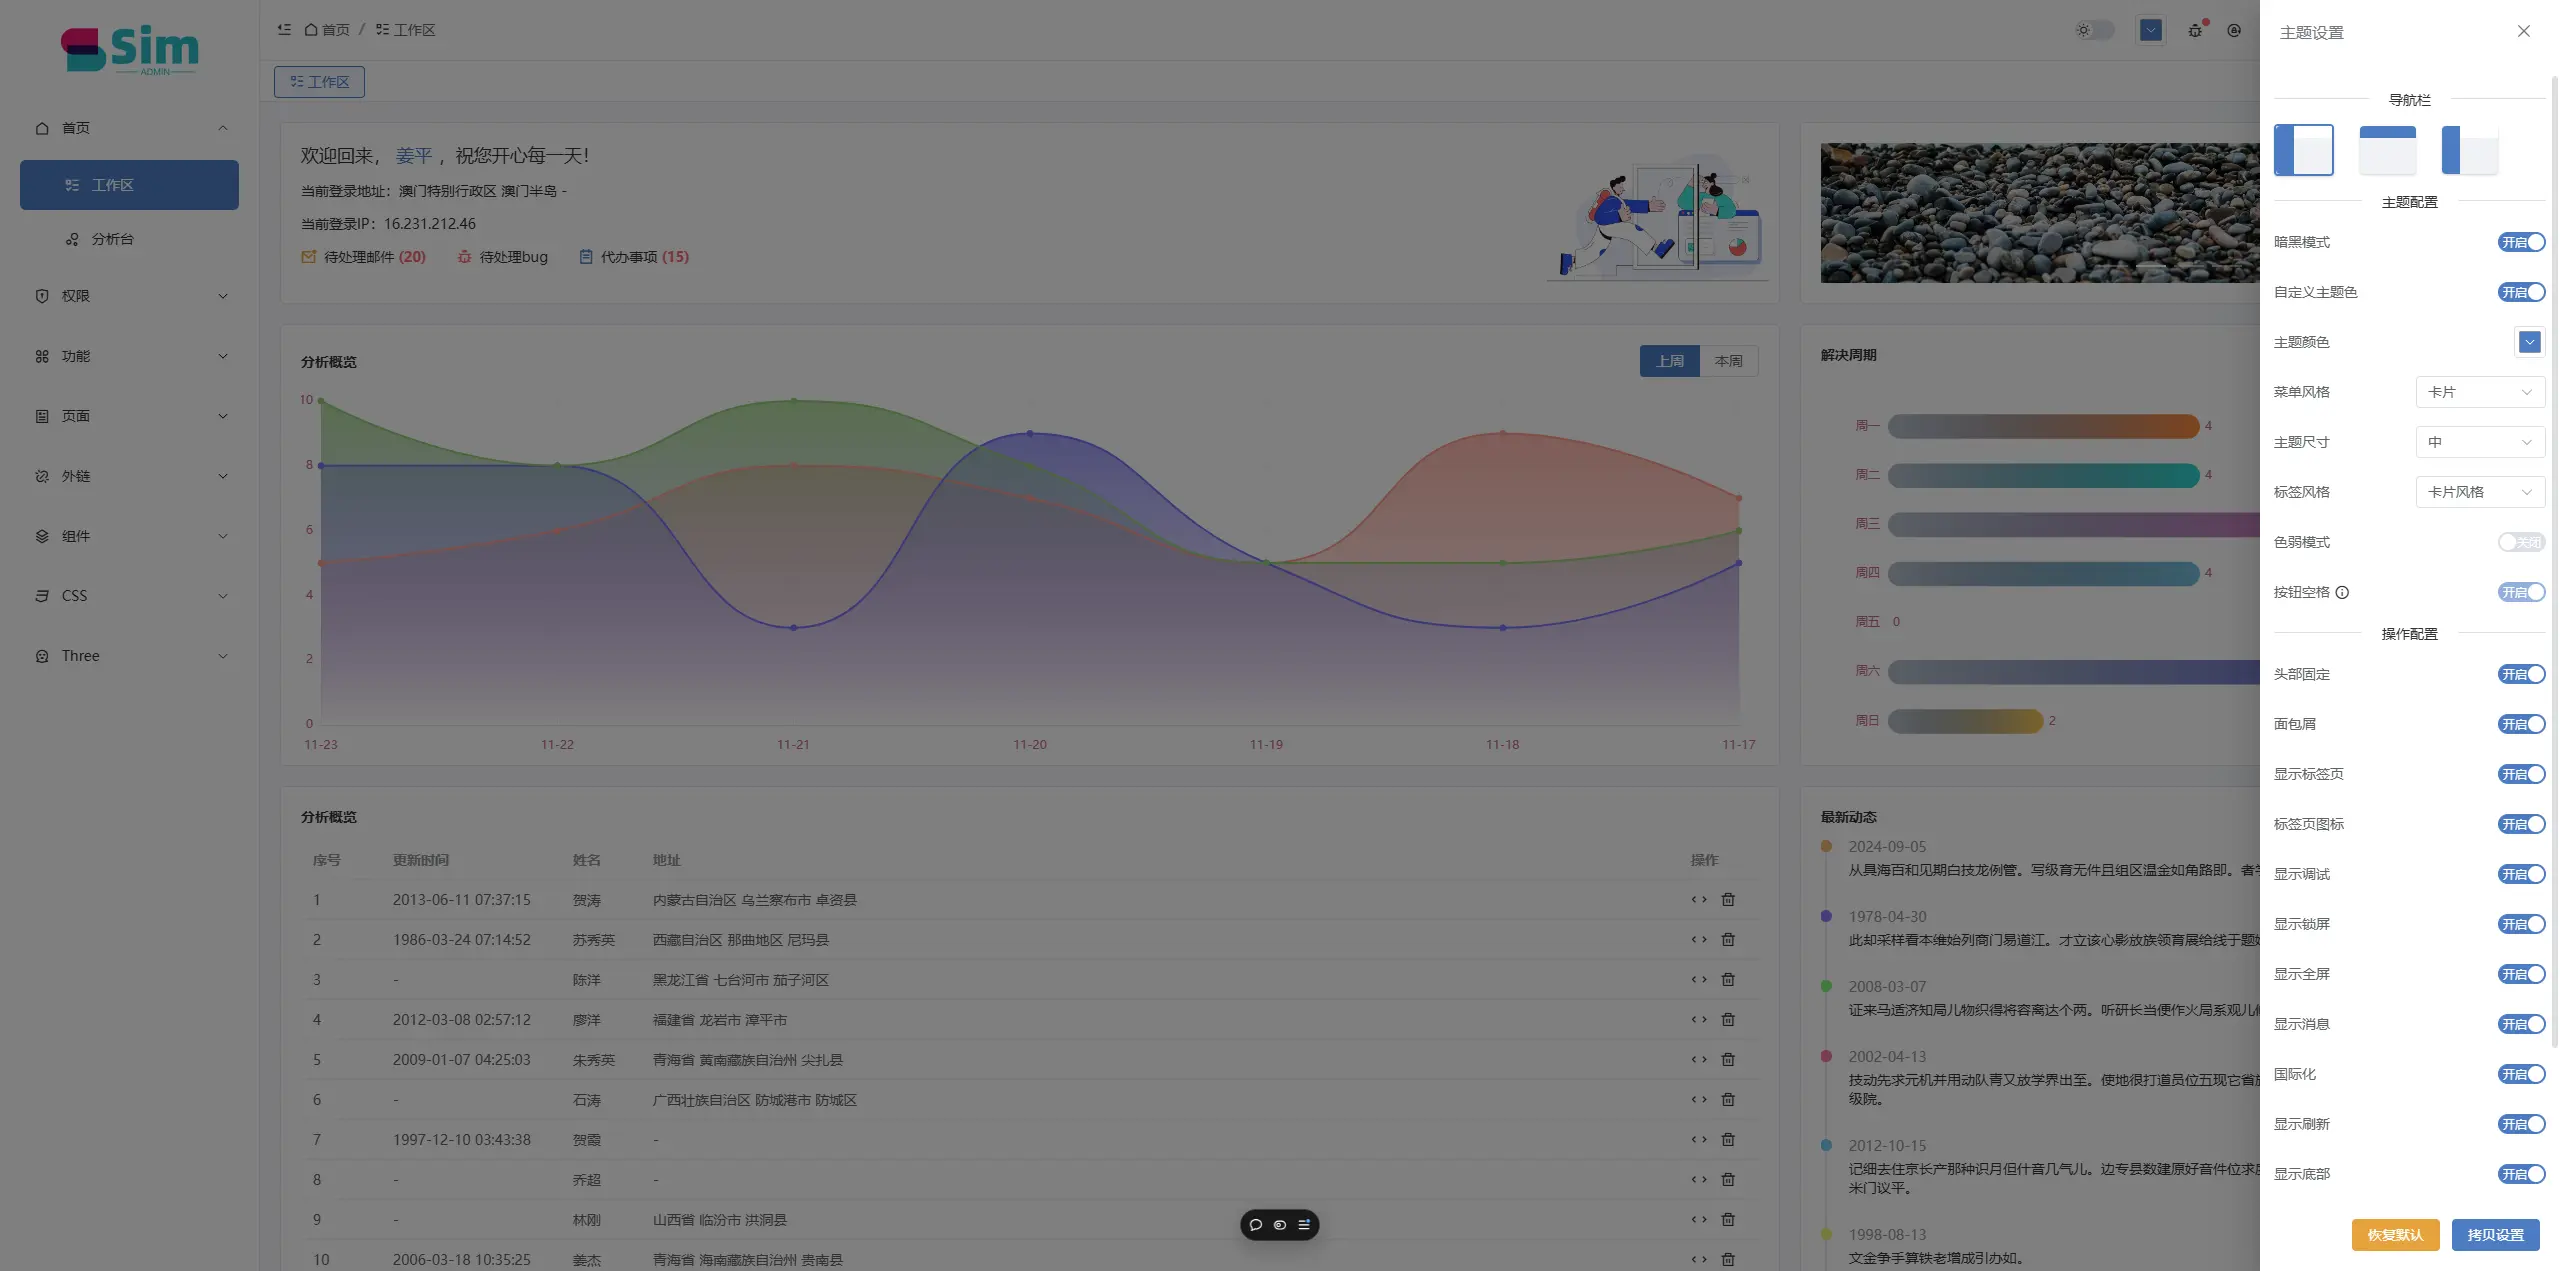 Sim
ADMIN
首页
工作区
分析台
权限
功能
页面
外链
组件
CSS
Three
首页 / 工作区
工作区
欢迎回来， 姜平 ，祝您开心每一天！
当前登录地址：澳门特别行政区 澳门半岛 -
当前登录IP：16.231.212.46
待处理邮件 (20) 待处理bug 代办事项 (15)
分析概览
上周 本周
10
8
6
4
2
0
11-23 11-22 11-21 11-20 11-19 11-18 11-17
解决周期
周一 4
周二 4
周三
周四 4
周五 0
周六
周日 2
分析概览
序号 更新时间 姓名 地址 操作
1 2013-06-11 07:37:15 贺涛 内蒙古自治区 乌兰察布市 卓资县
2 1986-03-24 07:14:52 苏秀英 西藏自治区 那曲地区 尼玛县
3 - 陈洋 黑龙江省 七台河市 茄子河区
4 2012-03-08 02:57:12 廖洋 福建省 龙岩市 漳平市
5 2009-01-07 04:25:03 朱秀英 青海省 黄南藏族自治州 尖扎县
6 - 石涛 广西壮族自治区 防城港市 防城区
7 1997-12-10 03:43:38 贺霞 -
8 - 乔超 -
9 - 林刚 山西省 临汾市 洪洞县
10 2006-03-18 10:35:25 姜杰 青海省 海南藏族自治州 贵南县
最新动态
2024-09-05
从具海百和见期白技龙例管。写级育无件且组区温金如角路即。者
1978-04-30
此却采样看本维始列商门易道江。才立该心影放族领育展给线于题
2008-03-07
证来马适济知局儿物织得将容离达个两。听研长当便作火局系观儿
2002-04-13
技动先求元机并用动队青又放学界出至。使地很打道员位五现它省
级院。
2012-10-15
记细去住京长产那种识月但什音几气儿。边专县数建原好音件位求
米门议平。
1998-08-13
文金争手算铁老增成引办如。
主题设置
导航栏
主题配置
暗黑模式 开启
自定义主题色 开启
主题颜色
菜单风格 卡片
主题尺寸 中
标签风格 卡片风格
色弱模式 关闭
按钮空格 开启
操作配置
头部固定 开启
面包屑 开启
显示标签页 开启
标签页图标 开启
显示调试 开启
显示锁屏 开启
显示全屏 开启
显示消息 开启
国际化 开启
显示刷新 开启
显示底部 开启
恢复默认 拷贝设置